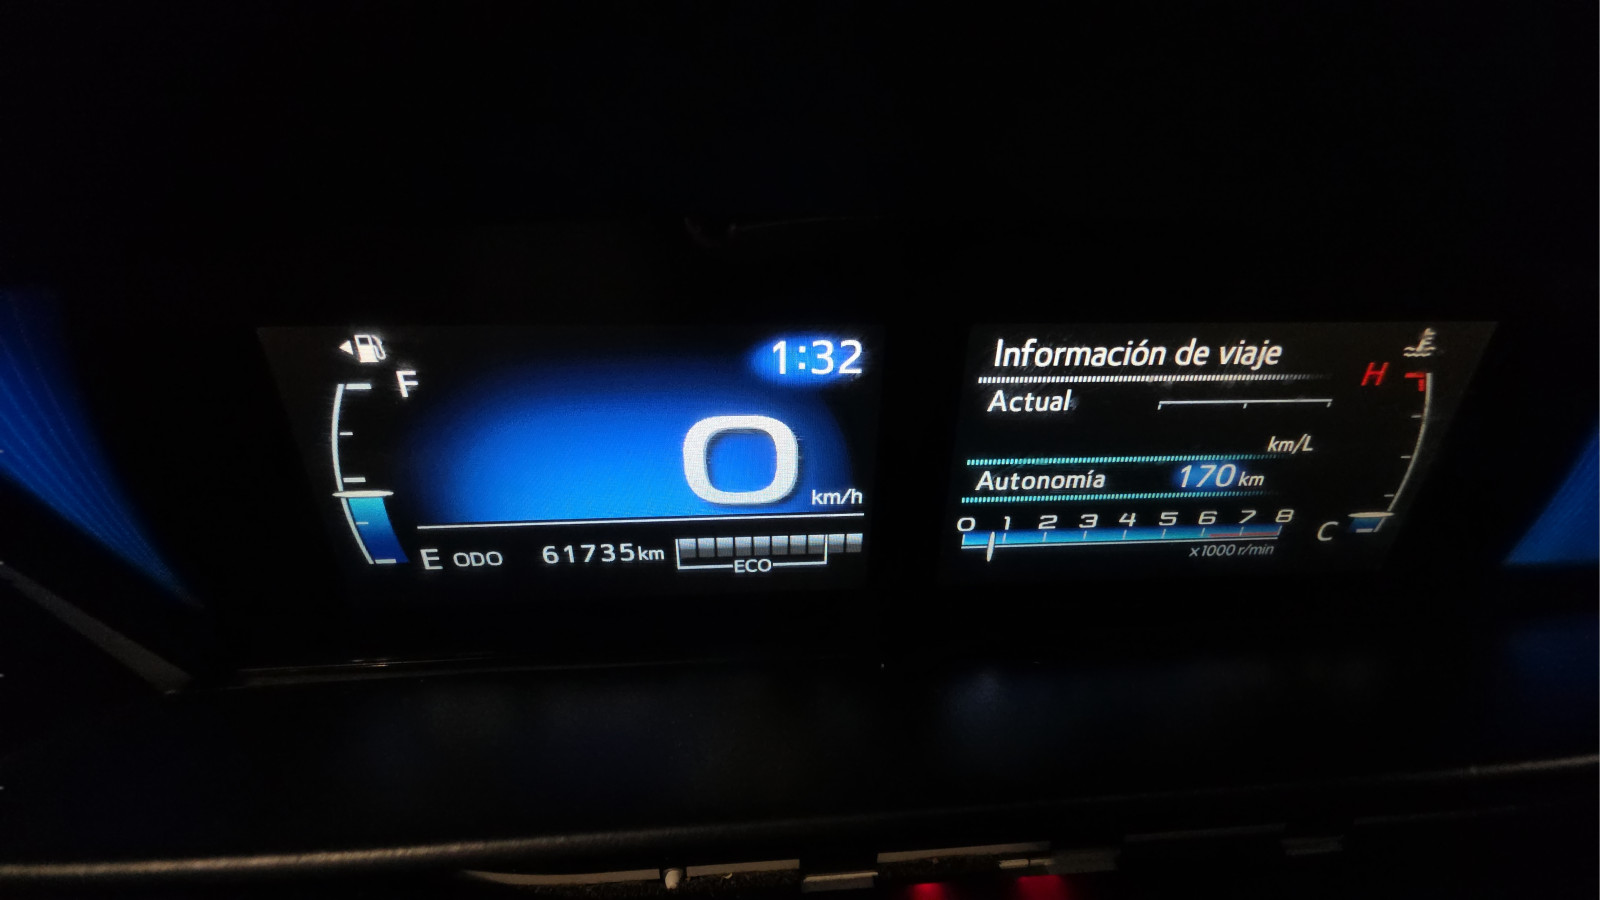 F
1:32
0
km/h
E ODO 61735km
ECO
Información de viaje
H
Actual
km/L
Autonomía 170 km
0 1 2 3 4 5 6 7 8
x1000 r/min
C